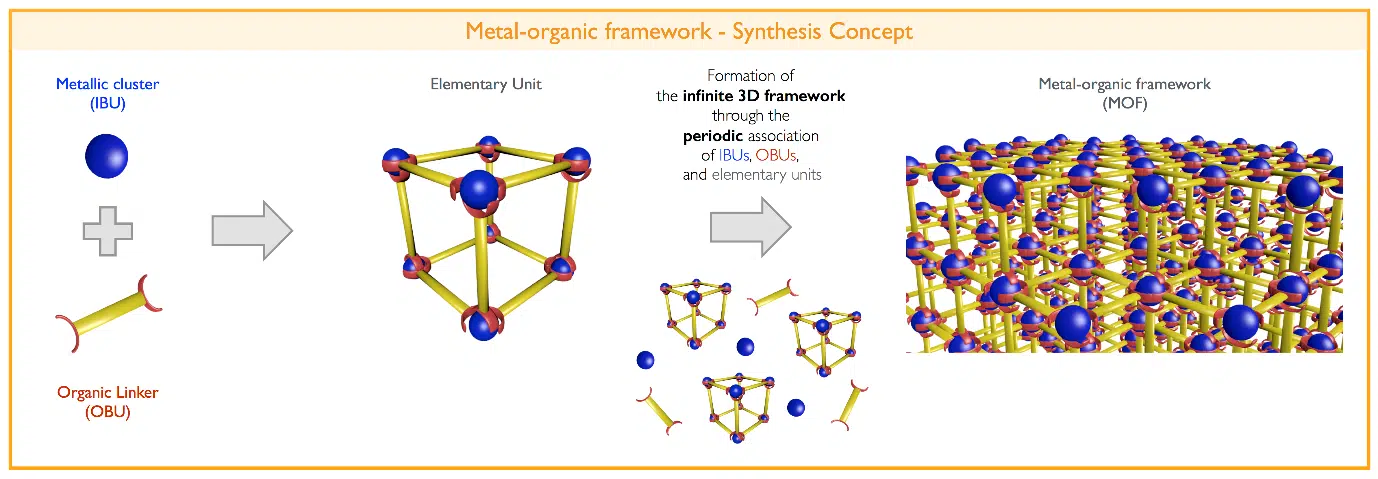 Metal-organic framework - Synthesis Concept
Metallic cluster
(IBU)
Organic Linker
(OBU)
Elementary Unit
Formation of
the infinite 3D framework
through the
periodic association
of IBUs, OBUs,
and elementary units
Metal-organic framework
(MOF)